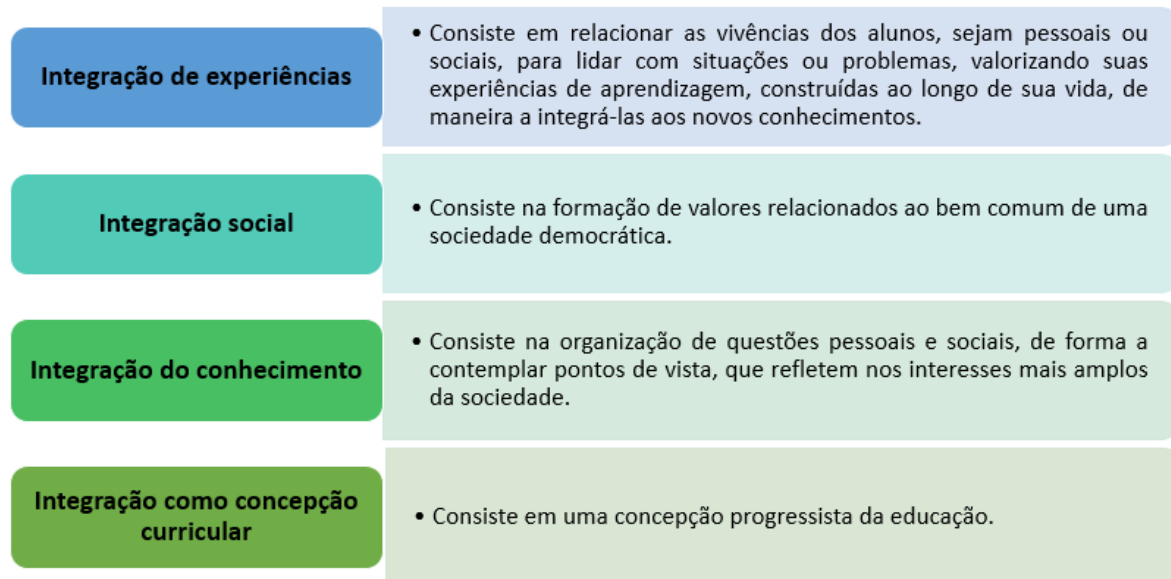 Integração de experiências
• Consiste em relacionar as vivências dos alunos, sejam pessoais ou
sociais, para lidar com situações ou problemas, valorizando suas
experiências de aprendizagem, construídas ao longo de sua vida, de
maneira a integrá-las aos novos conhecimentos.
Integração social
• Consiste na formação de valores relacionados ao bem comum de uma
sociedade democrática.
Integração do conhecimento
• Consiste na organização de questões pessoais e sociais, de forma a
contemplar pontos de vista, que refletem nos interesses mais amplos
da sociedade.
Integração como concepção
curricular
• Consiste em uma concepção progressista da educação.